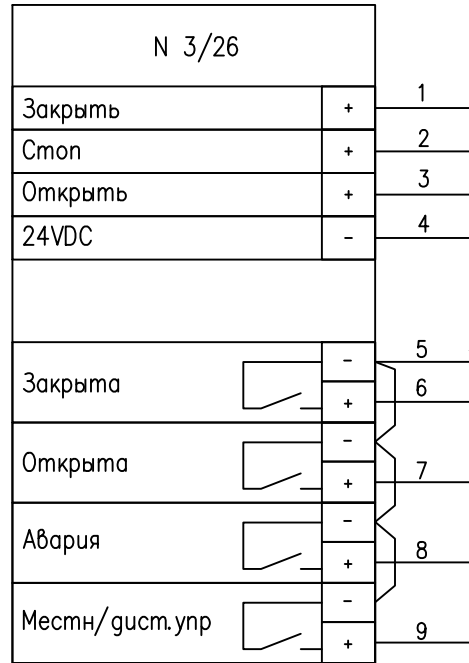 N 3/26
Закрыть + 1
Стоп + 2
Открыть + 3
24VDC - 4
- 5
Закрыта + 6
-
Открыта + 7
-
Авария + 8
-
Местн/дист.упр + 9